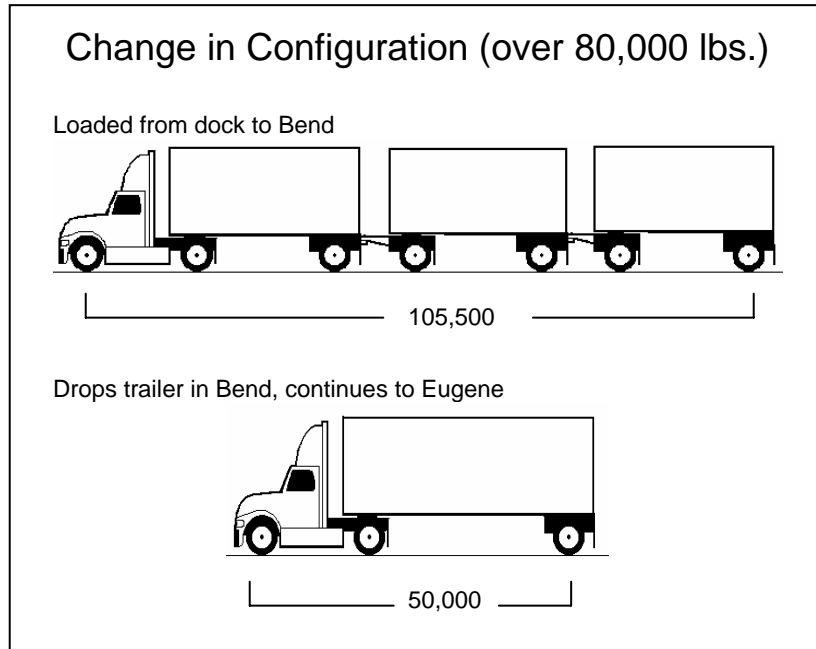 Change in Configuration (over 80,000 lbs.)
Loaded from dock to Bend
105,500
Drops trailer in Bend, continues to Eugene
50,000